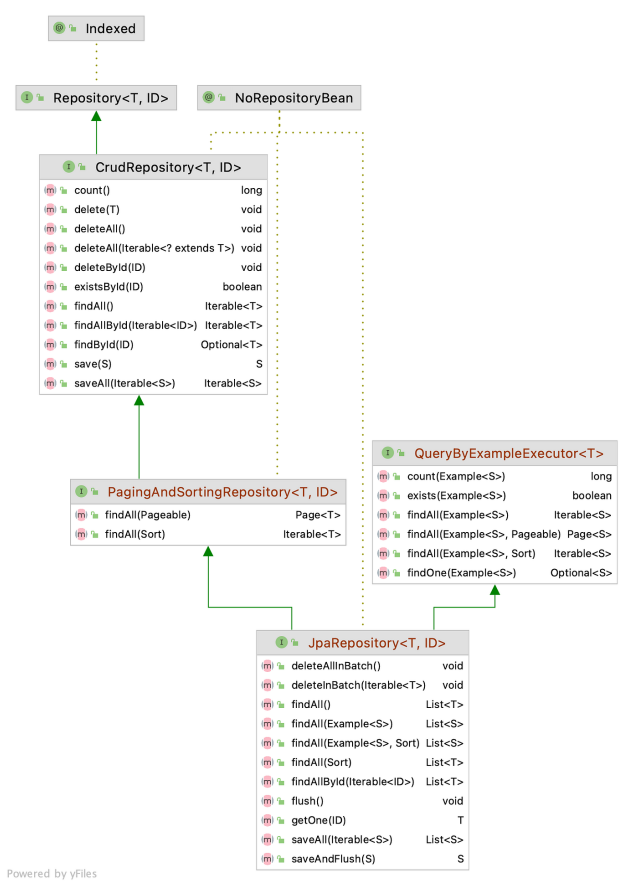 Indexed
Repository<T, ID>
NoRepositoryBean
CrudRepository<T, ID>
count() long
delete(T) void
deleteAll() void
deleteAll(Iterable<? extends T>) void
deleteById(ID) void
existsById(ID) boolean
findAll() Iterable<T>
findAllById(Iterable<ID>) Iterable<T>
findById(ID) Optional<T>
save(S) S
saveAll(Iterable<S>) Iterable<S>
QueryByExampleExecutor<T>
count(Example<S>) long
exists(Example<S>) boolean
findAll(Example<S>) Iterable<S>
findAll(Example<S>, Pageable) Page<S>
findAll(Example<S>, Sort) Iterable<S>
findOne(Example<S>) Optional<S>
PagingAndSortingRepository<T, ID>
findAll(Pageable) Page<T>
findAll(Sort) Iterable<T>
JpaRepository<T, ID>
deleteAllInBatch() void
deleteInBatch(Iterable<T>) void
findAll() List<T>
findAll(Example<S>) List<S>
findAll(Example<S>, Sort) List<S>
findAll(Sort) List<T>
findAllById(Iterable<ID>) List<T>
flush() void
getOne(ID) T
saveAll(Iterable<S>) List<S>
saveAndFlush(S) S
Powered by yFiles